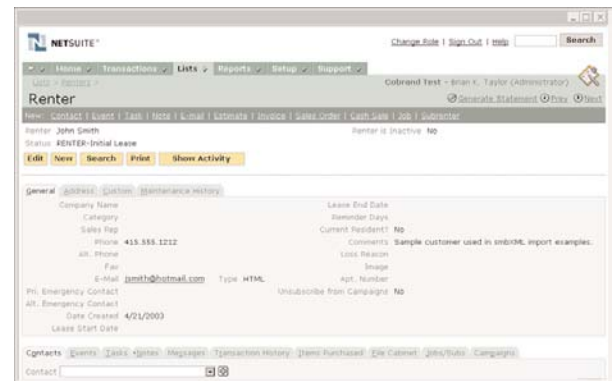 NETSUITE
Change Role | Sign Out | Help Search
Home Transactions Lists Reports Setup Support
Lists > Renters > Cobrand Test - Brian K. Taylor (Administrator)
Renter Generate Statement Prev Next
New: Contact | Event | Task | Note | E-mail | Estimate | Invoice | Sales Order | Cash Sale | Job | Subrenter
Renter John Smith Renter is Inactive No
Status RENTER-Initial Lease
Edit New Search Print Show Activity
General Address Custom Maintenance History
Company Name Lease End Date
Category Reminder Days
Sales Rep Current Resident? No
Phone 415.555.1212 Comments Sample customer used in smbXML import examples.
Alt. Phone Loss Reason
Fax Image
E-Mail jsmith@hotmail.com Type HTML Apt. Number
Pri. Emergency Contact Unsubscribe from Campaigns No
Alt. Emergency Contact
Date Created 4/21/2003
Lease Start Date
Contacts Events Tasks •Notes Messages Transaction History Items Purchased File Cabinet Jobs/Subs Campaigns
Contact